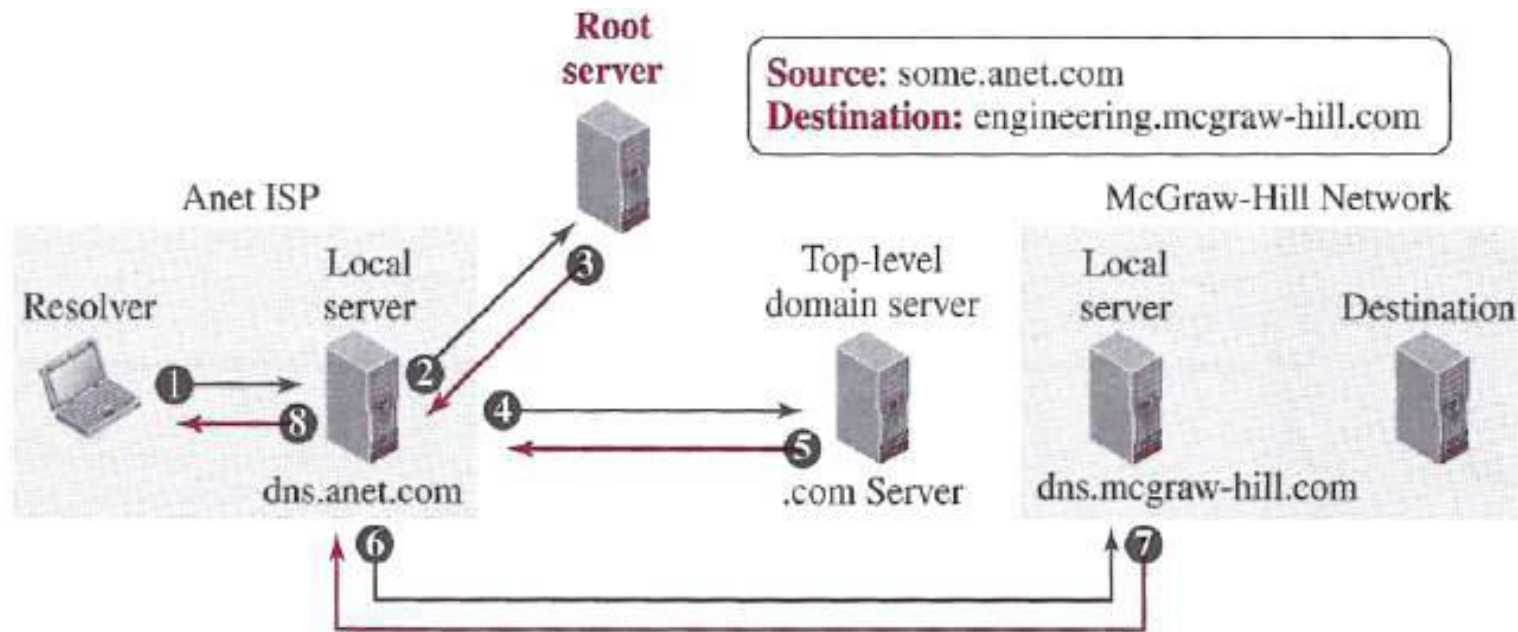 Root
server
Source: some.anet.com
Destination: engineering.mcgraw-hill.com
Anet ISP
McGraw-Hill Network
Resolver
Local
server
Top-level
domain server
Local
server
Destination
1
8
2
3
4
5
dns.anet.com
.com Server
dns.mcgraw-hill.com
6
7